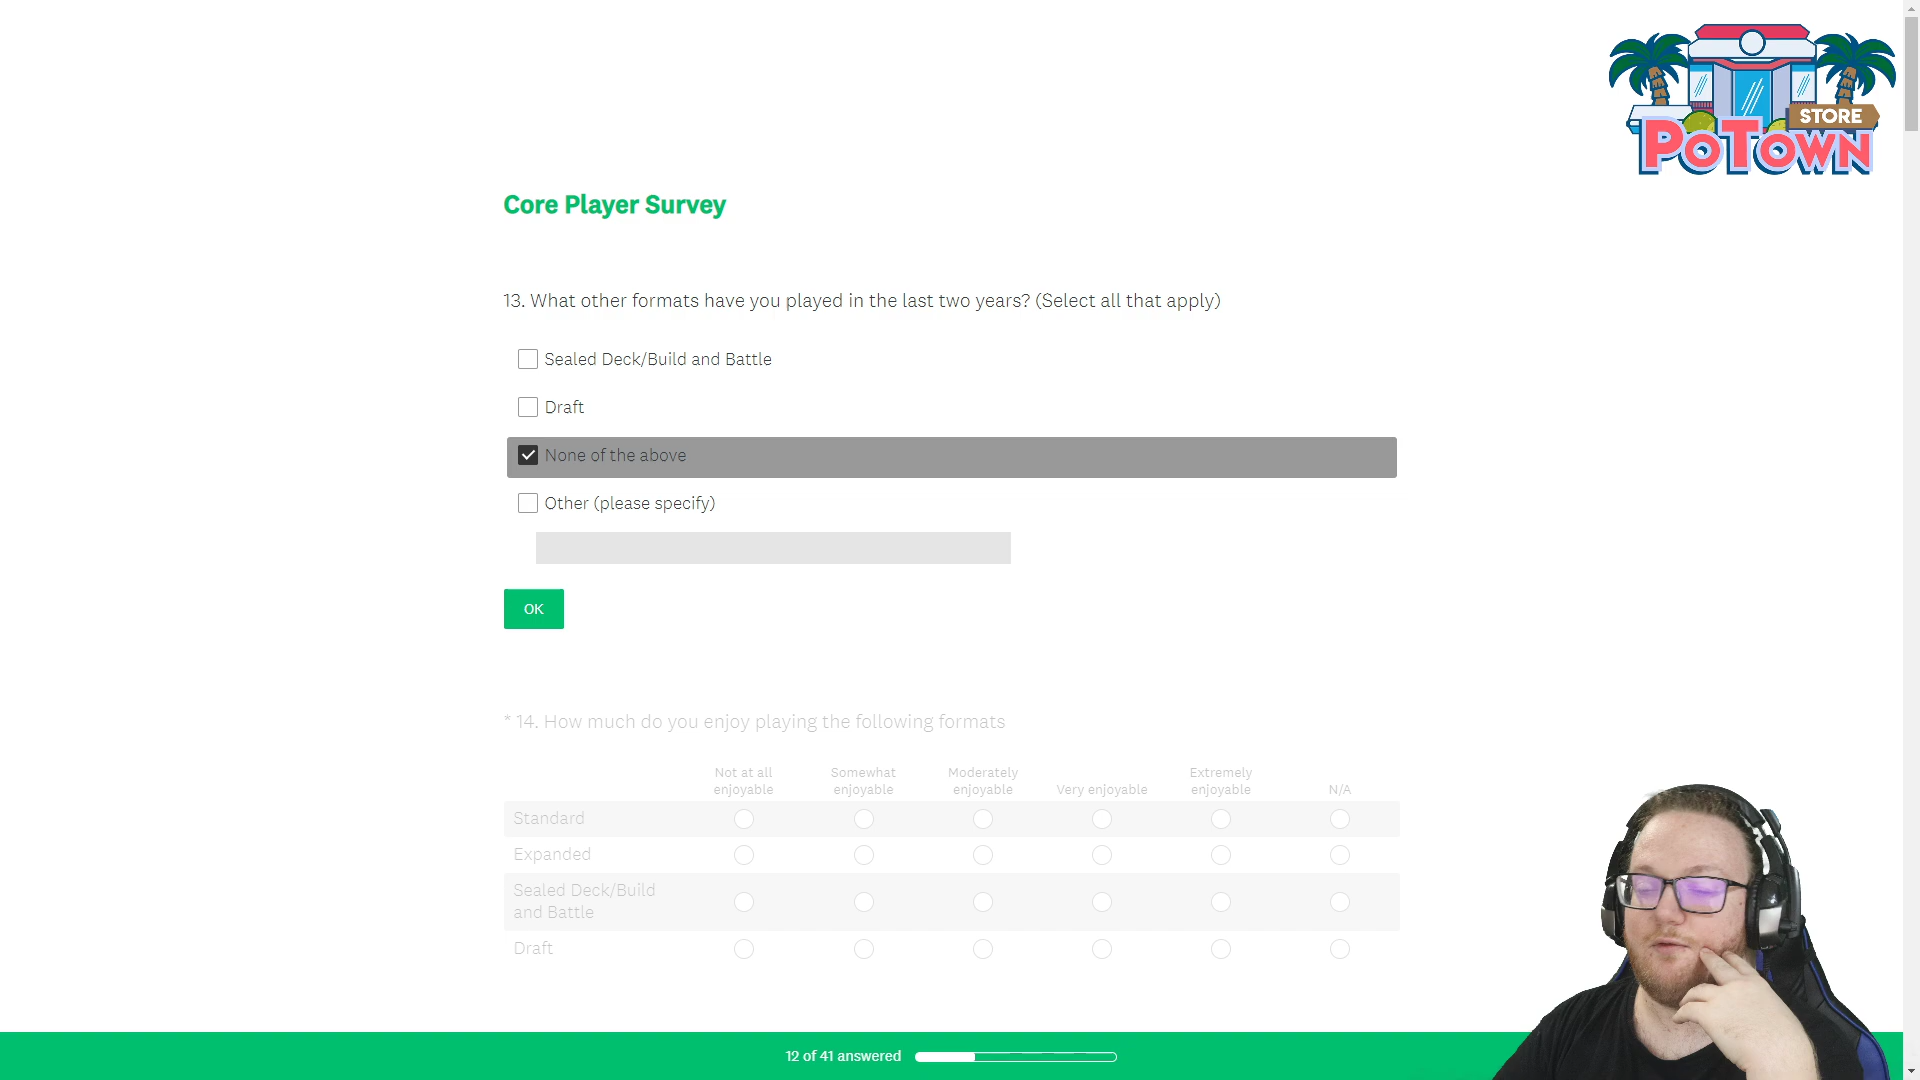 STORE
PoTown
Core Player Survey
13. What other formats have you played in the last two years? (Select all that apply)
Sealed Deck/Build and Battle
Draft
None of the above
Other (please specify)
OK
* 14. How much do you enjoy playing the following formats
Not at all enjoyable Somewhat enjoyable Moderately enjoyable Very enjoyable Extremely enjoyable N/A
Standard
Expanded
Sealed Deck/Build
and Battle
Draft
12 of 41 answered